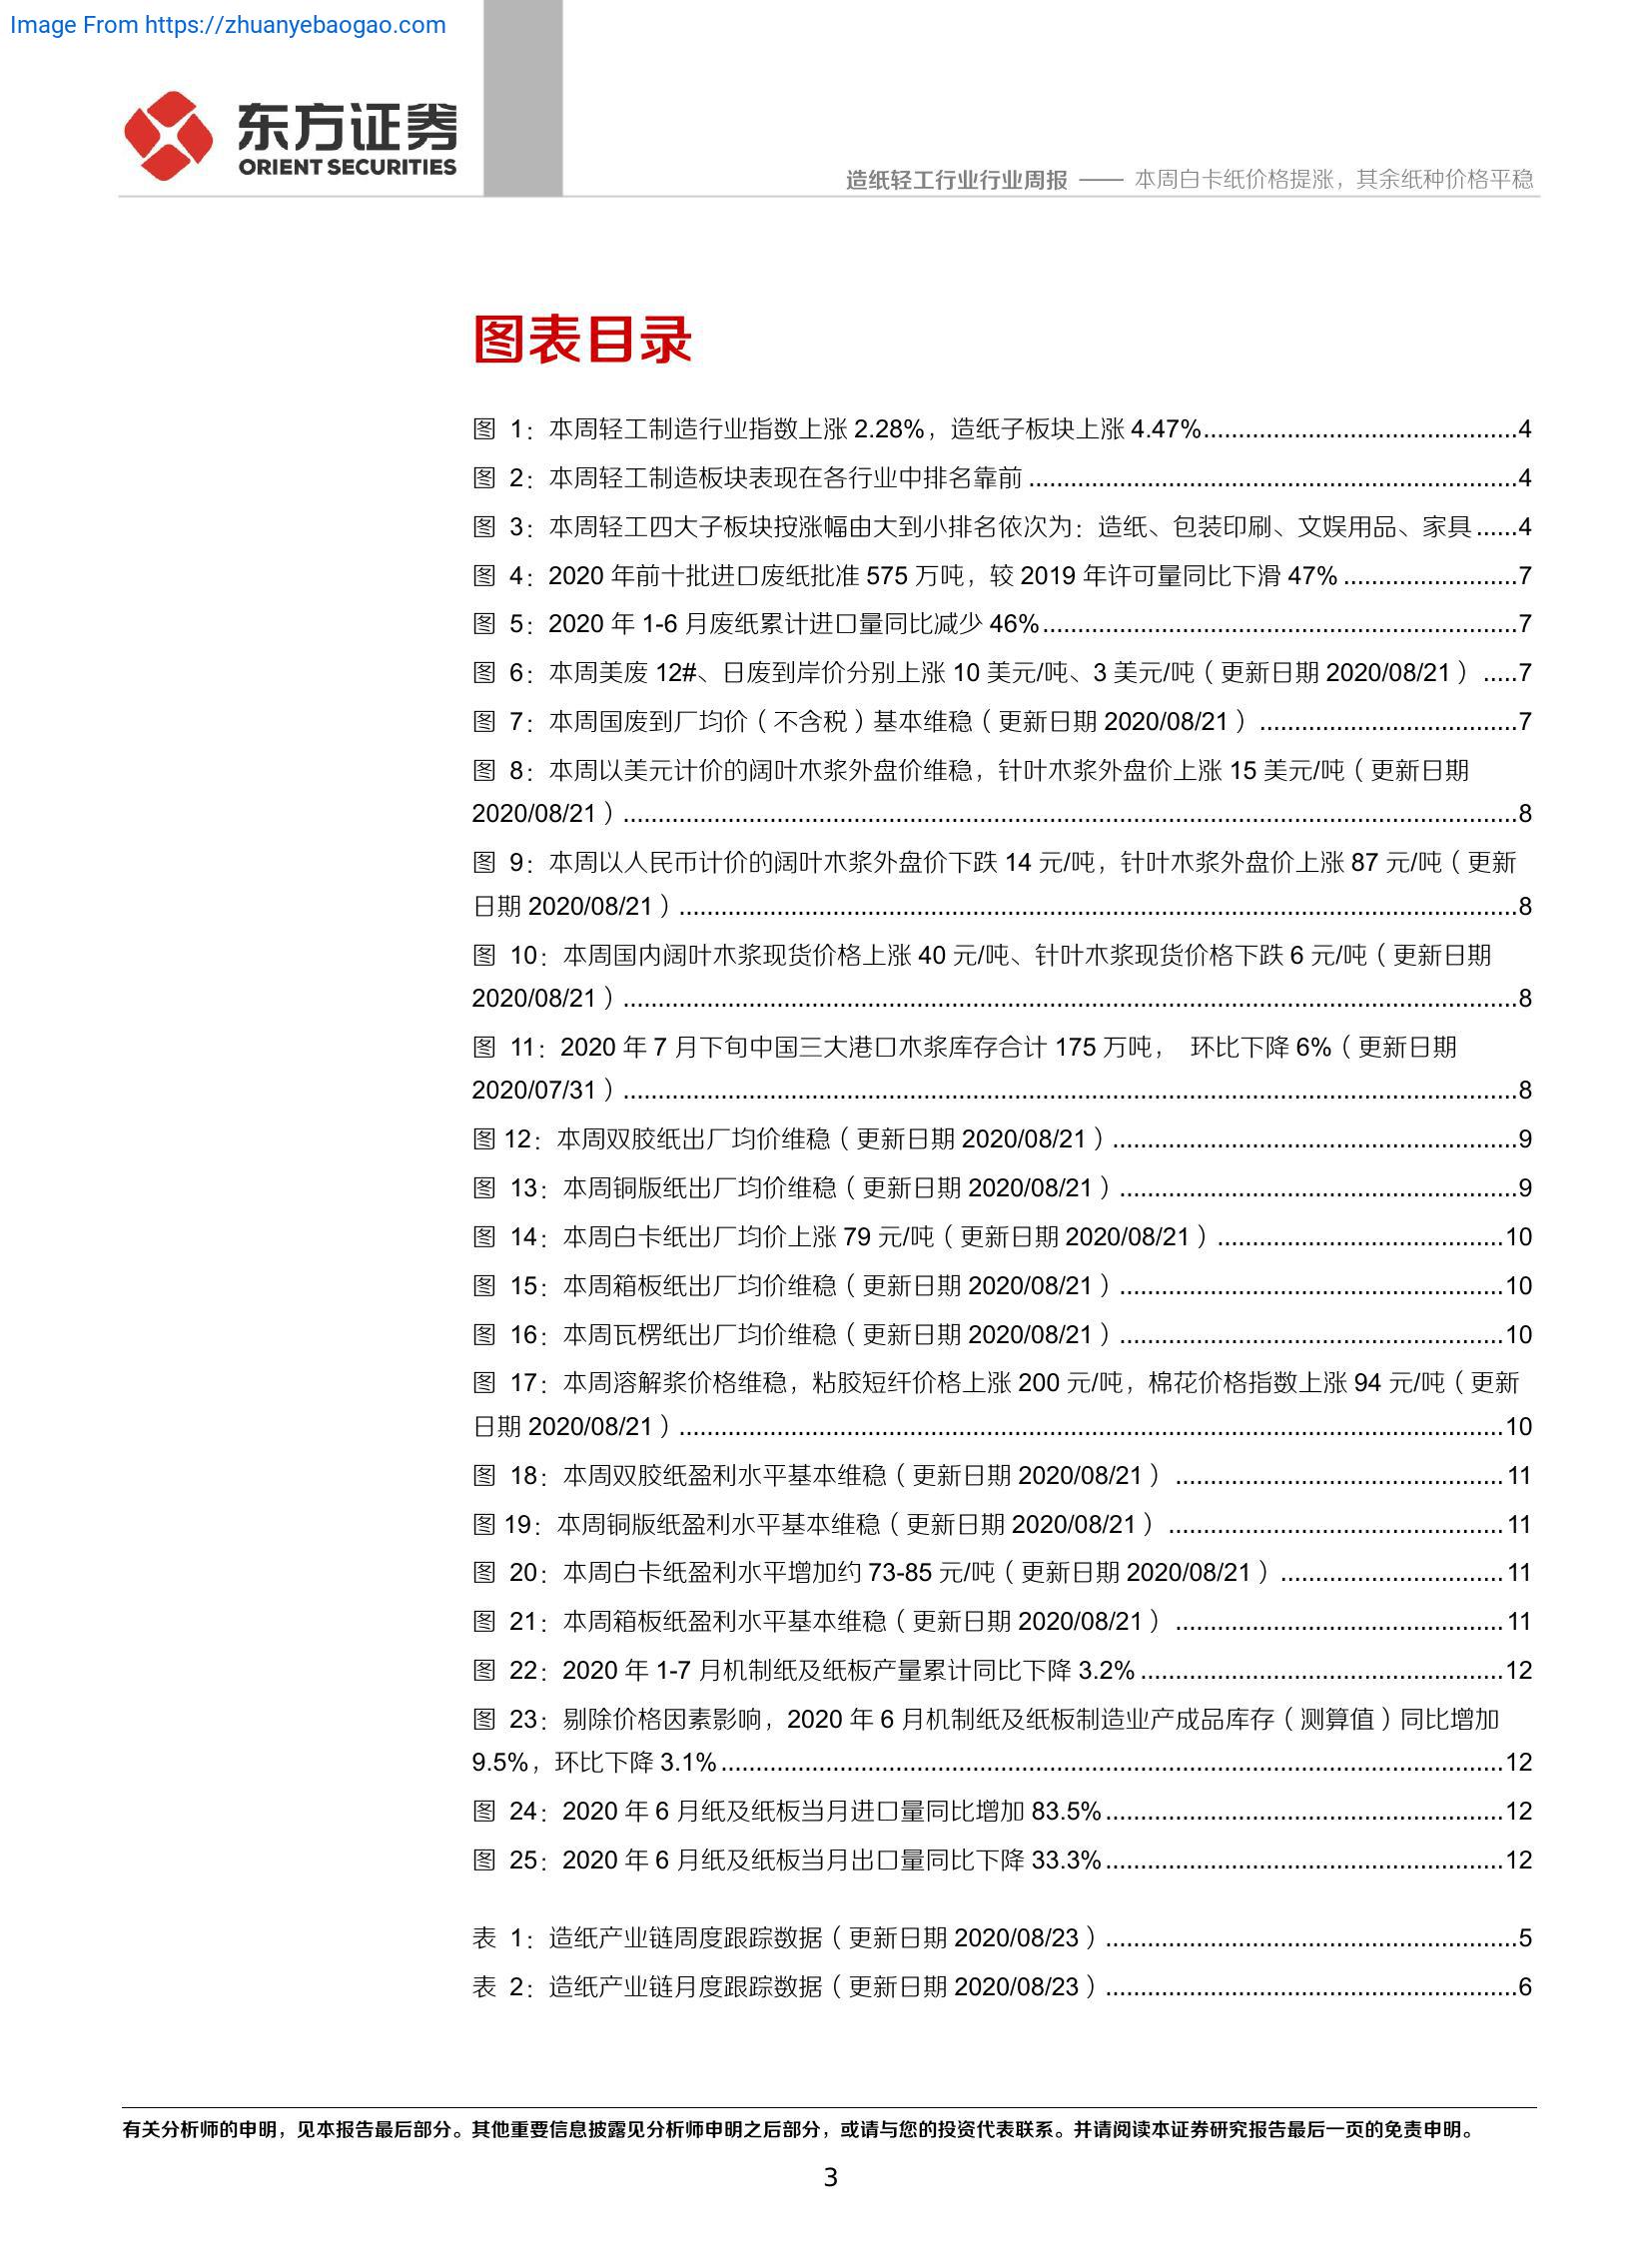 Image From https://zhuanyebaogao.com
东方证券
ORIENT SECURITIES
造纸轻工行业行业周报 —— 本周白卡纸价格提涨，其余纸种价格平稳
图表目录
图 1：本周轻工制造行业指数上涨 2.28%，造纸子板块上涨 4.47%.............................................4
图 2：本周轻工制造板块表现在各行业中排名靠前......................................................................4
图 3：本周轻工四大子板块按涨幅由大到小排名依次为：造纸、包装印刷、文娱用品、家具......4
图 4：2020 年前十批进口废纸批准 575 万吨，较 2019 年许可量同比下滑 47%.........................7
图 5：2020 年 1-6 月废纸累计进口量同比减少 46%....................................................................7
图 6：本周美废 12#、日废到岸价分别上涨 10 美元/吨、3 美元/吨（更新日期 2020/08/21）.....7
图 7：本周国废到厂均价（不含税）基本维稳（更新日期 2020/08/21）.....................................7
图 8：本周以美元计价的阔叶木浆外盘价维稳，针叶木浆外盘价上涨 15 美元/吨（更新日期
2020/08/21）................................................................................................................................8
图 9：本周以人民币计价的阔叶木浆外盘价下跌 14 元/吨，针叶木浆外盘价上涨 87 元/吨（更新
日期 2020/08/21）........................................................................................................................8
图 10：本周国内阔叶木浆现货价格上涨 40 元/吨、针叶木浆现货价格下跌 6 元/吨（更新日期
2020/08/21）................................................................................................................................8
图 11：2020 年 7 月下旬中国三大港口木浆库存合计 175 万吨， 环比下降 6%（更新日期
2020/07/31）................................................................................................................................8
图 12：本周双胶纸出厂均价维稳（更新日期 2020/08/21）..........................................................9
图 13：本周铜版纸出厂均价维稳（更新日期 2020/08/21）.........................................................9
图 14：本周白卡纸出厂均价上涨 79 元/吨（更新日期 2020/08/21）.........................................10
图 15：本周箱板纸出厂均价维稳（更新日期 2020/08/21）.......................................................10
图 16：本周瓦楞纸出厂均价维稳（更新日期 2020/08/21）.......................................................10
图 17：本周溶解浆价格维稳，粘胶短纤价格上涨 200 元/吨，棉花价格指数上涨 94 元/吨（更新
日期 2020/08/21）......................................................................................................................10
图 18：本周双胶纸盈利水平基本维稳（更新日期 2020/08/21）...............................................11
图 19：本周铜版纸盈利水平基本维稳（更新日期 2020/08/21）................................................11
图 20：本周白卡纸盈利水平增加约 73-85 元/吨（更新日期 2020/08/21）................................11
图 21：本周箱板纸盈利水平基本维稳（更新日期 2020/08/21）...............................................11
图 22：2020 年 1-7 月机制纸及纸板产量累计同比下降 3.2%....................................................12
图 23：剔除价格因素影响，2020 年 6 月机制纸及纸板制造业产成品库存（测算值）同比增加
9.5%，环比下降 3.1%................................................................................................................12
图 24：2020 年 6 月纸及纸板当月进口量同比增加 83.5%.........................................................12
图 25：2020 年 6 月纸及纸板当月出口量同比下降 33.3%.........................................................12
表 1：造纸产业链周度跟踪数据（更新日期 2020/08/23）...........................................................5
表 2：造纸产业链月度跟踪数据（更新日期 2020/08/23）...........................................................6
有关分析师的申明，见本报告最后部分。其他重要信息披露见分析师申明之后部分，或请与您的投资代表联系。并请阅读本证券研究报告最后一页的免责申明。
3